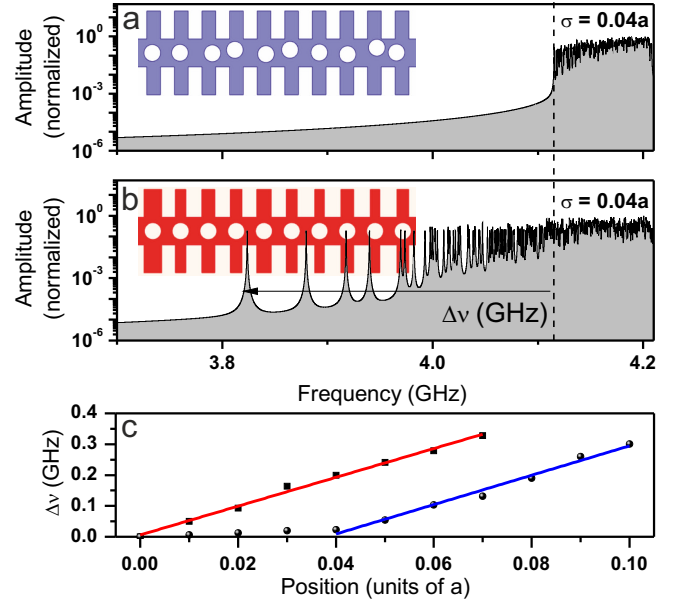 a
σ = 0.04a
Amplitude
(normalized)
10^0
10^-3
10^-6
b
σ = 0.04a
Amplitude
(normalized)
10^0
10^-3
10^-6
Δν (GHz)
3.8 4.0 4.2
Frequency (GHz)
c
Δν (GHz)
0.4
0.3
0.2
0.1
0.0
0.00 0.02 0.04 0.06 0.08 0.10
Position (units of a)